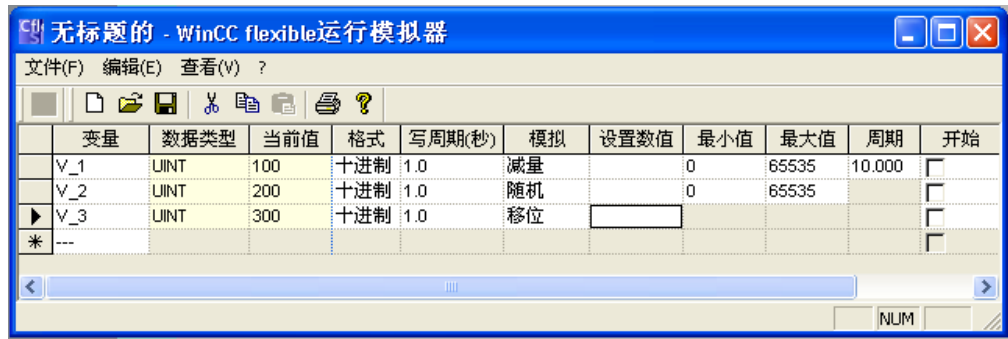 无标题的 - WinCC flexible运行模拟器
文件(F) 编辑(E) 查看(V) ?
变量 数据类型 当前值 格式 写周期(秒) 模拟 设置数值 最小值 最大值 周期 开始
V_1 UINT 100 十进制 1.0 减量 0 65535 10.000
V_2 UINT 200 十进制 1.0 随机 0 65535
V_3 UINT 300 十进制 1.0 移位
---
NUM